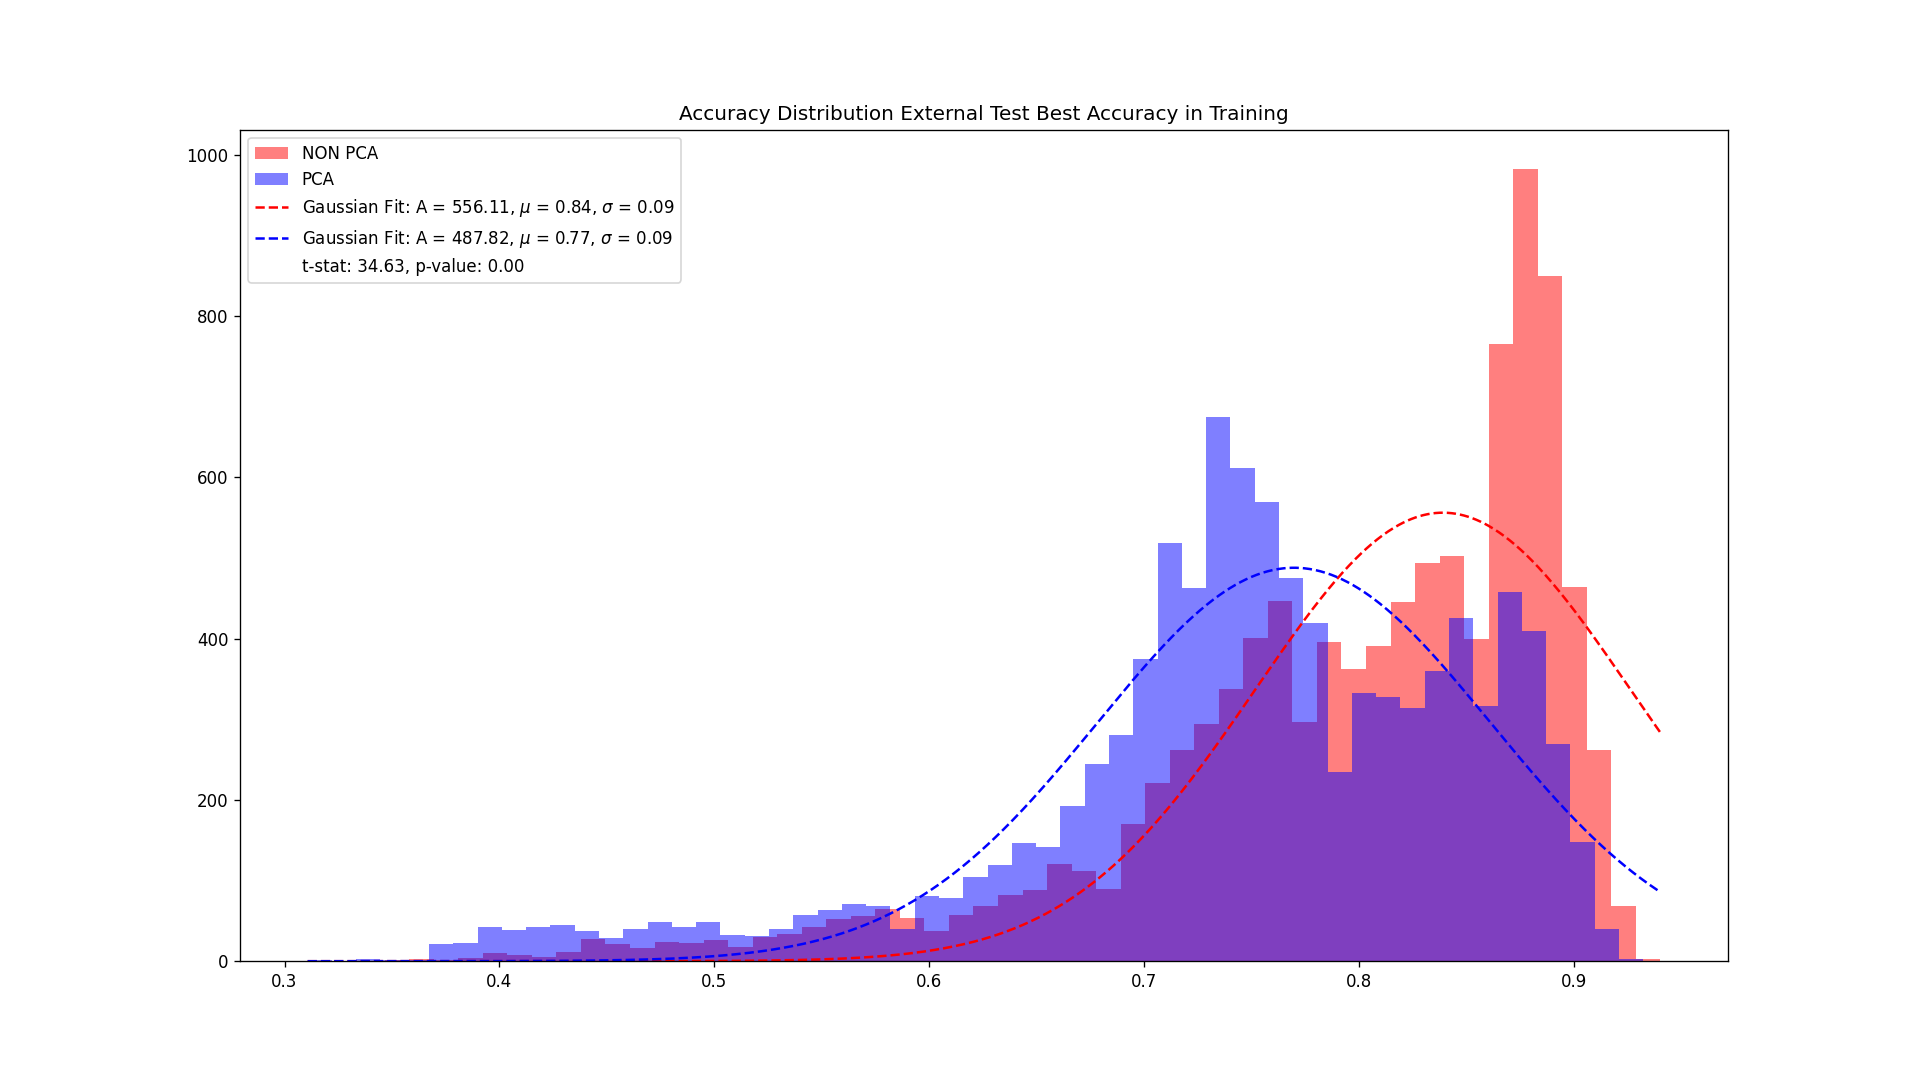 Accuracy Distribution External Test Best Accuracy in Training
NON PCA
PCA
Gaussian Fit: A = 556.11, μ = 0.84, σ = 0.09
Gaussian Fit: A = 487.82, μ = 0.77, σ = 0.09
t-stat: 34.63, p-value: 0.00
1000
800
600
400
200
0
0.3 0.4 0.5 0.6 0.7 0.8 0.9